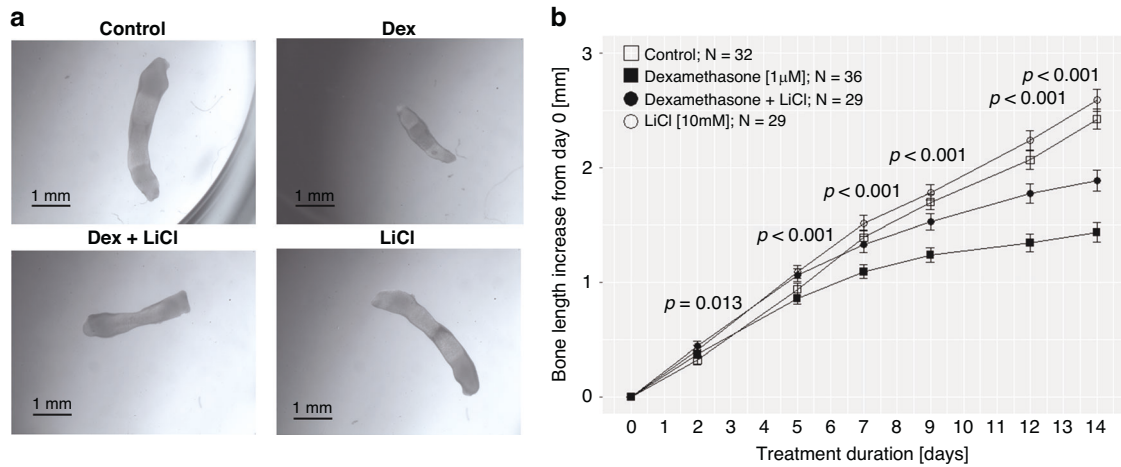 a
Control
Dex
1 mm
1 mm
Dex + LiCl
LiCl
1 mm
1 mm
b
Bone length increase from day 0 [mm]
3
2
1
0
Control; N = 32
Dexamethasone [1µM]; N = 36
Dexamethasone + LiCl; N = 29
LiCl [10mM]; N = 29
p < 0.001
p < 0.001
p < 0.001
p < 0.001
p < 0.001
p = 0.013
0 1 2 3 4 5 6 7 8 9 10 11 12 13 14
Treatment duration [days]